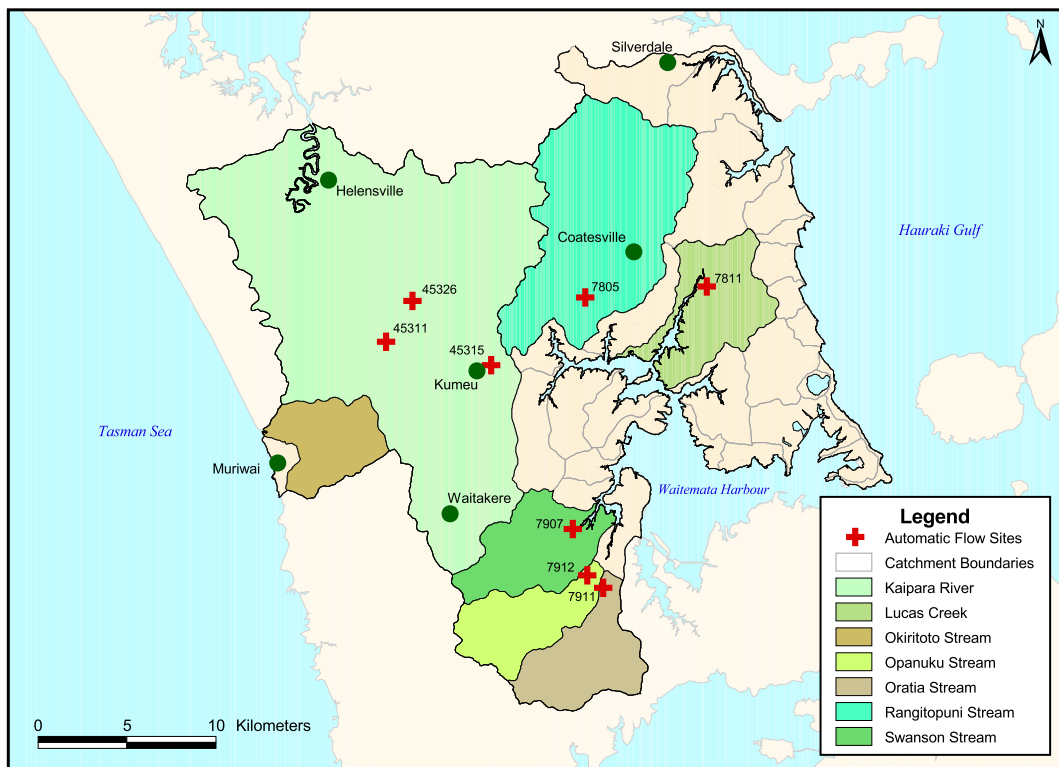 N
Silverdale
Helensville
Coatesville
Hauraki Gulf
45326
7805
7811
45311
45315
Kumeu
Tasman Sea
Muriwai
Waitemata Harbour
Waitakere
7907
7912
7911
Legend
Automatic Flow Sites
Catchment Boundaries
Kaipara River
Lucas Creek
Okiritoto Stream
Opanuku Stream
Oratia Stream
Rangitopuni Stream
Swanson Stream
0 5 10 Kilometers